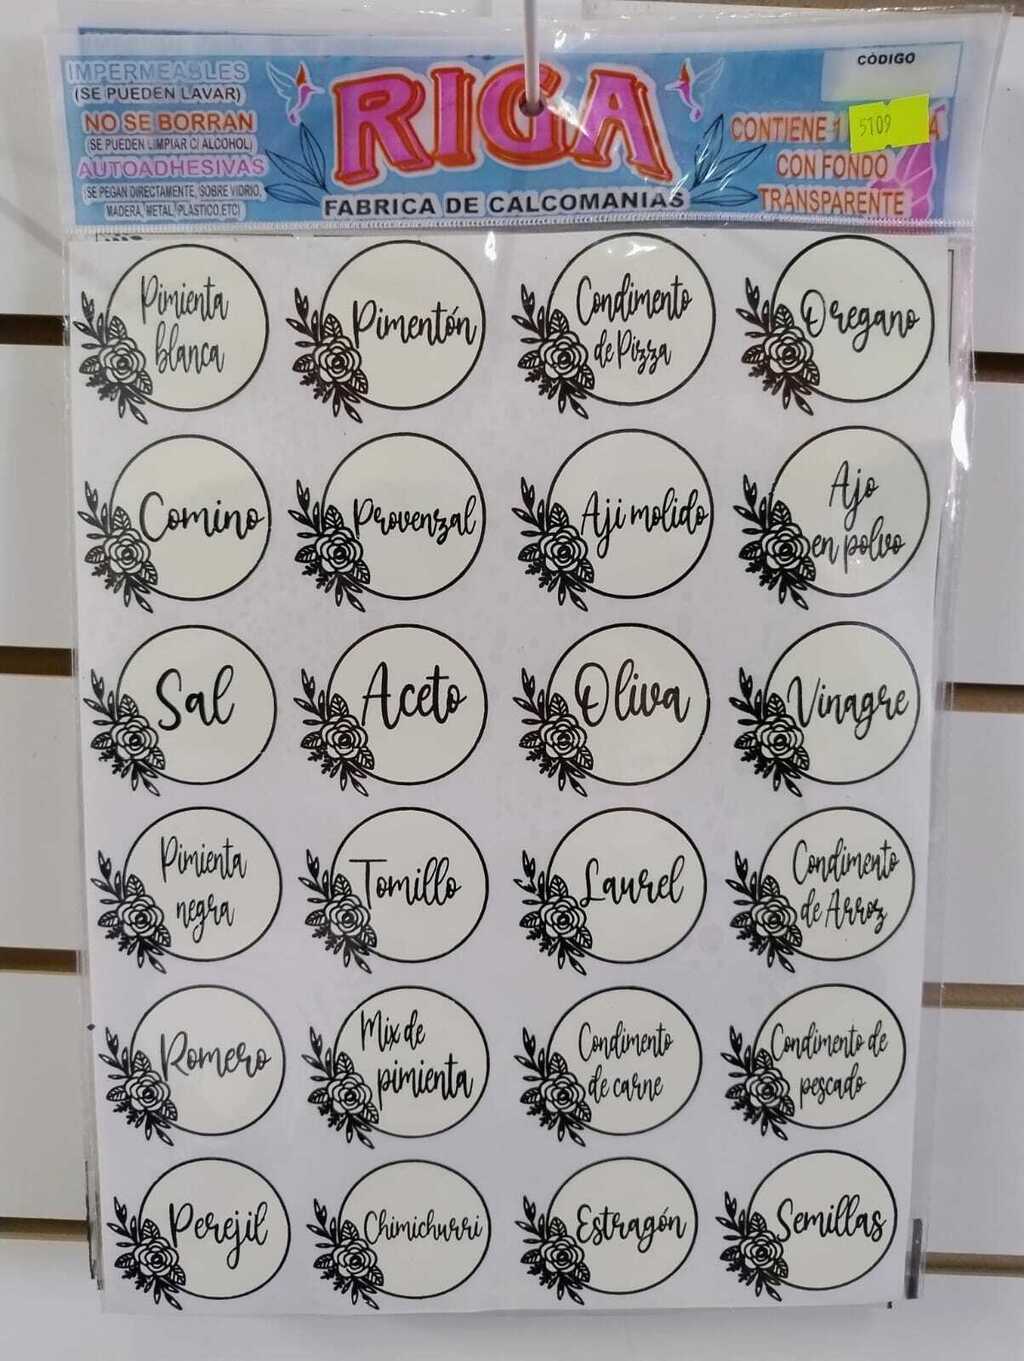 IMPERMEABLES
(SE PUEDEN LAVAR)
NO SE BORRAN
(SE PUEDEN LIMPIAR C/ ALCOHOL)
AUTOADHESIVAS
(SE PEGAN DIRECTAMENTE, SOBRE VIDRIO,
MADERA, METAL, PLASTICO,ETC)
RIGA
FABRICA DE CALCOMANIAS
CÓDIGO
5109
CONTIENE 1
CON FONDO
TRANSPARENTE
Pimienta
blanca
Pimentón
Condimento
de Pizza
Oregano
Comino
Provenzal
Aji molido
Ajo
en polvo
Sal
Aceto
Oliva
Vinagre
Pimienta
negra
Tomillo
Laurel
Condimento
de Arroz
Romero
Mix de
pimienta
Condimento
de carne
Condimento de
pescado
Perejil
Chimichurri
Estragón
Semillas